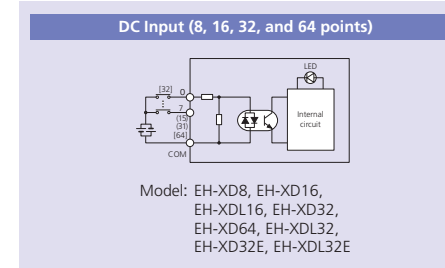 DC Input (8, 16, 32, and 64 points)
LED
[32]
0
7
(15)
(31)
[64]
COM
Internal
circuit
Model: EH-XD8, EH-XD16,
EH-XDL16, EH-XD32,
EH-XD64, EH-XDL32,
EH-XD32E, EH-XDL32E